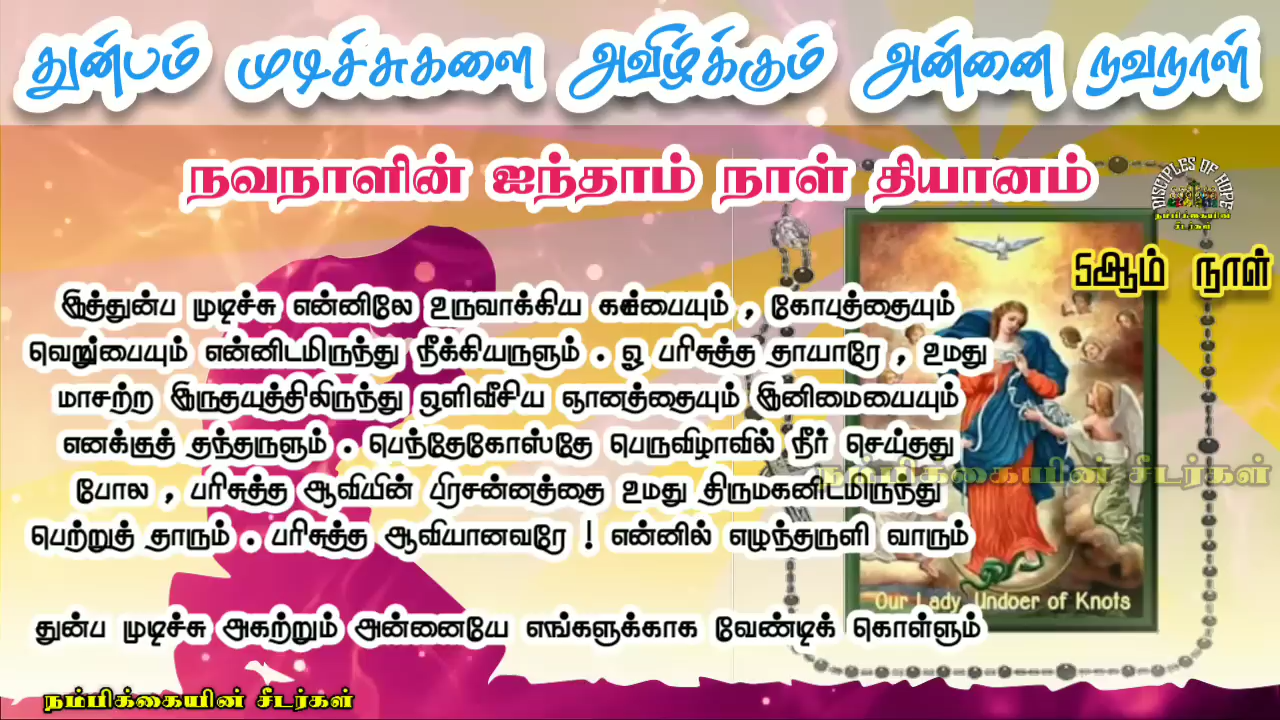 துன்பம் முடிச்சுகளை அவிழ்க்கும் அன்னை நவநாள்
நவநாளின் ஐந்தாம் நாள் தியானம்
DISCIPLES OF HOPE
நம்பிக்கையின்
சீடர்கள்
5ஆம் நாள்
இத்துன்ப முடிச்சு என்னிலே உருவாக்கிய கசப்பையும் , கோபத்தையும்
வெறுப்பையும் என்னிடமிருந்து நீக்கியருளும் . ஓ பரிசுத்த தாயாரே , உமது
மாசற்ற இருதயத்திலிருந்து ஒளிவீசிய ஞானத்தையும் இனிமையையும்
எனக்குத் தந்தருளும் . பெந்தேகோஸ்தே பெருவிழாவில் நீர் செய்தது
போல , பரிசுத்த ஆவியின் பிரசன்னத்தை உமது திருமகனிடமிருந்து
பெற்றுத் தாரும் . பரிசுத்த ஆவியானவரே ! என்னில் எழுந்தருளி வாரும்
நம்பிக்கையின் சீடர்கள்
Our Lady Undoer of Knots
துன்ப முடிச்சு அகற்றும் அன்னையே எங்களுக்காக வேண்டிக் கொள்ளும்
நம்பிக்கையின் சீடர்கள்